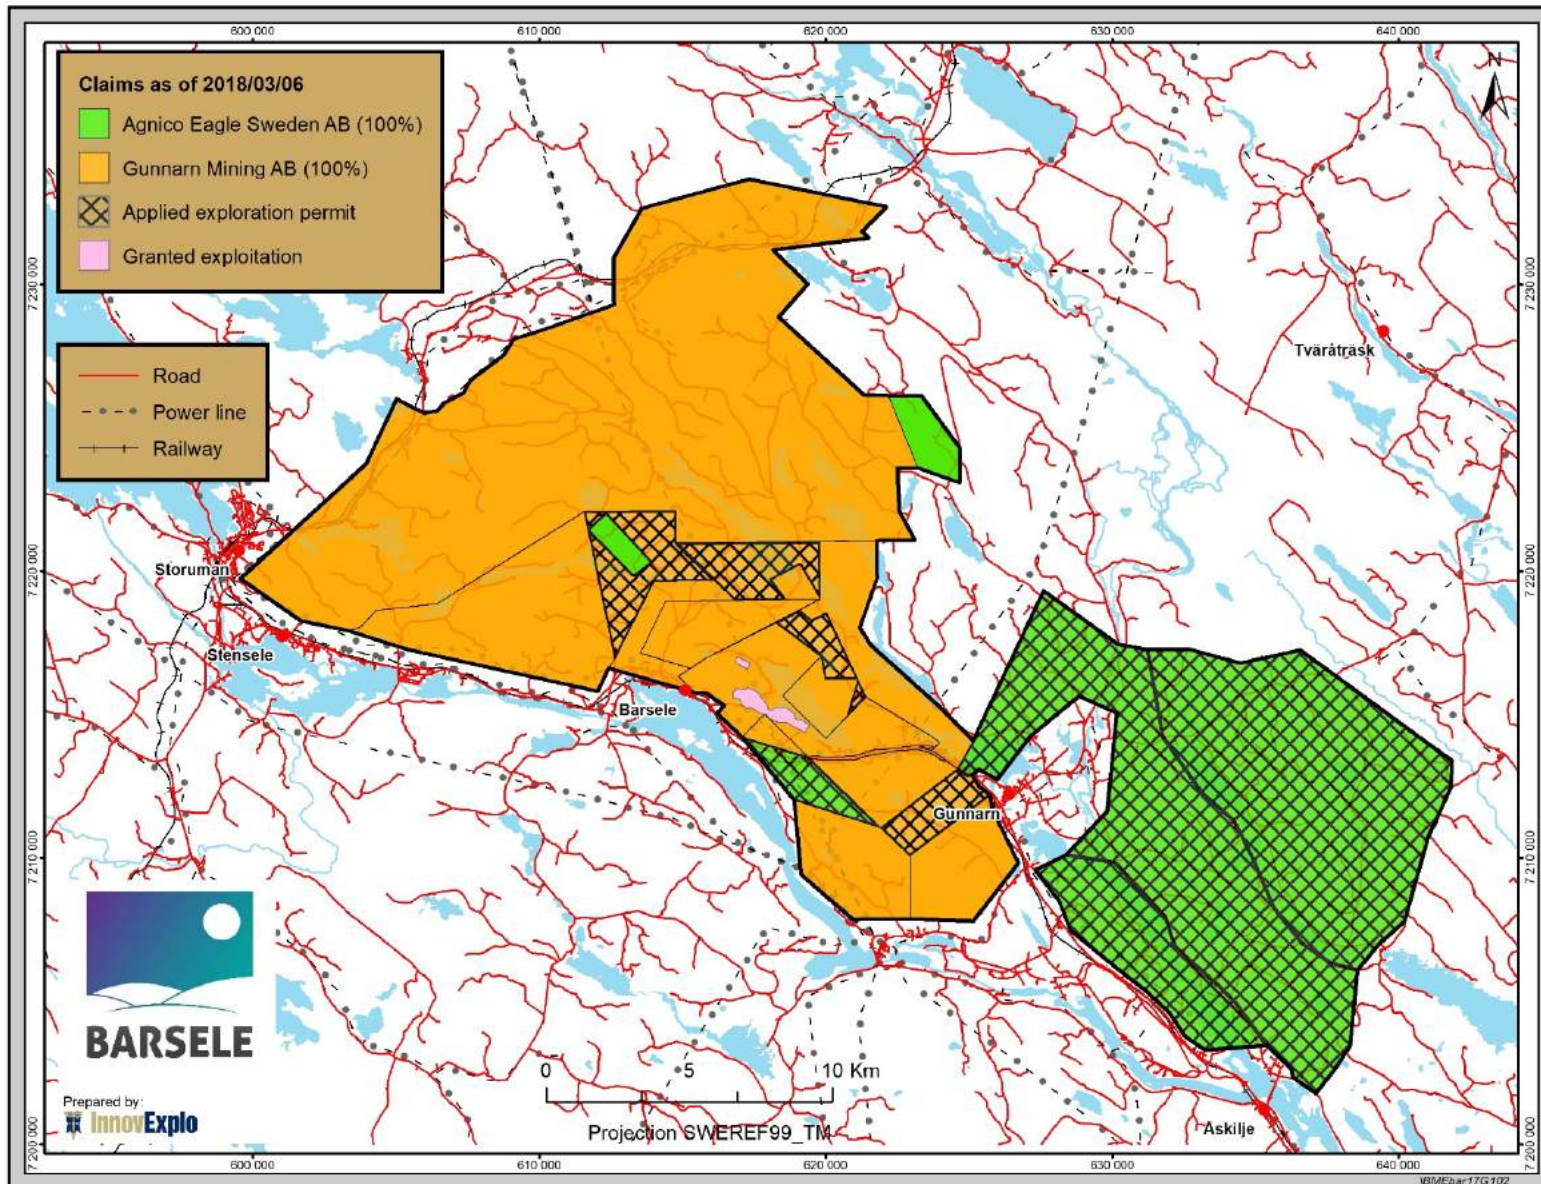 600 000
610 000
620 000
630 000
640 000
Claims as of 2018/03/06
Agnico Eagle Sweden AB (100%)
Gunnarn Mining AB (100%)
Applied exploration permit
Granted exploitation
N
7 230 000
7 230 000
Road
Power line
Railway
Tväråträsk
Storuman
7 220 000
7 220 000
Stensele
Barsele
Gunnarn
7 210 000
7 210 000
BARSELE
0
5
10 Km
Prepared by:
InnovExplo
Projection SWEREF99_TM
Åskilje
7 200 000
7 200 000
600 000
610 000
620 000
630 000
640 000
\BMEbar17G102